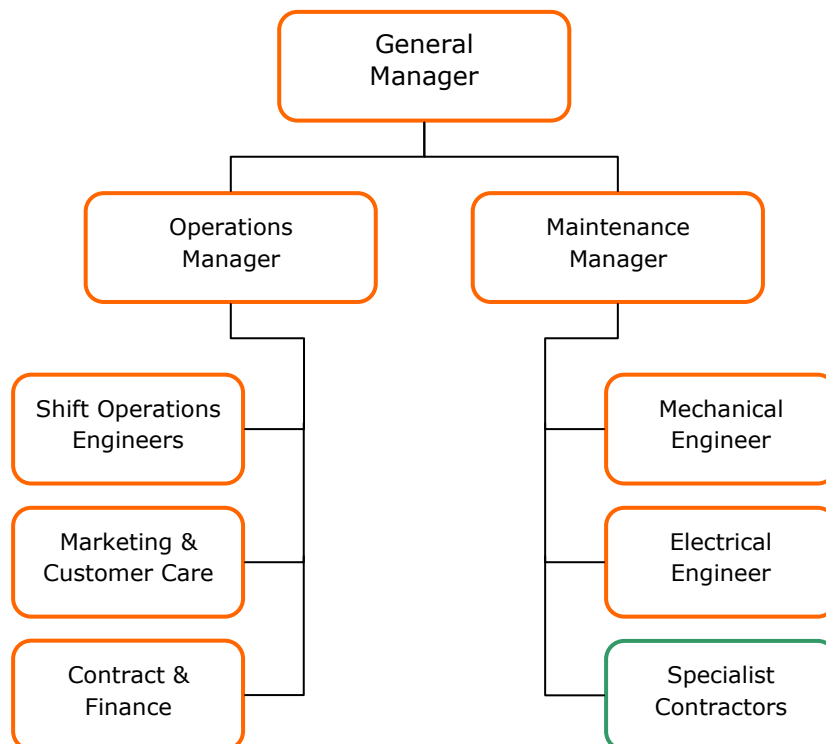 General
Manager
Operations
Manager
Maintenance
Manager
Shift Operations
Engineers
Mechanical
Engineer
Marketing &
Customer Care
Electrical
Engineer
Contract &
Finance
Specialist
Contractors